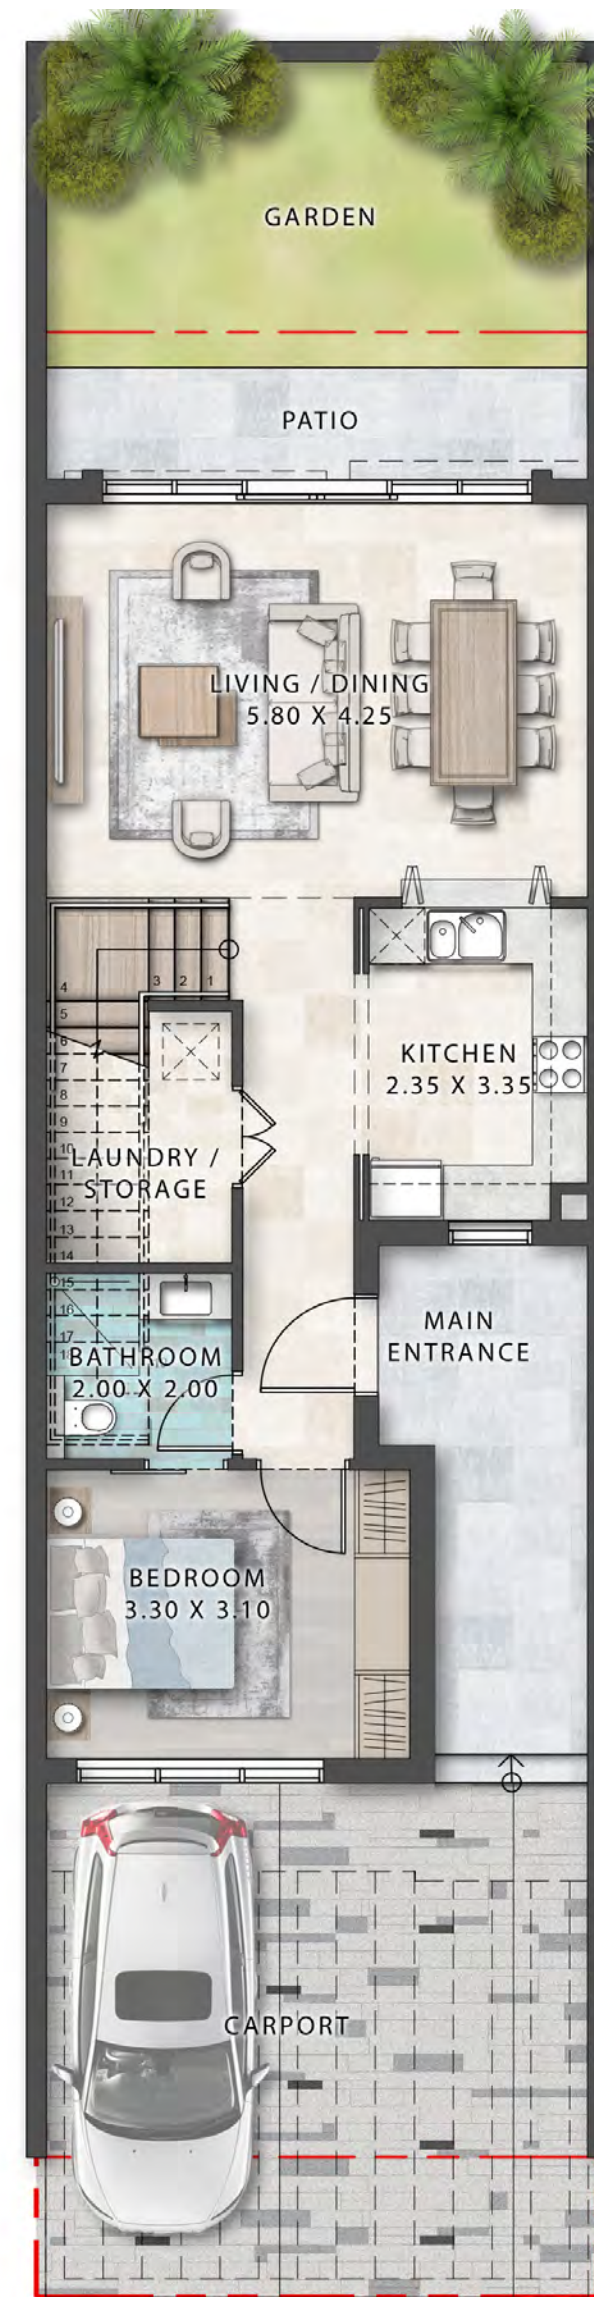 GARDEN
PATIO
LIVING / DINING
5.80 X 4.25
4
3 2 1
5
6
7
8
9
10
11
12
13
14
KITCHEN
2.35 X 3.35
LAUNDRY /
STORAGE
15
16
17
BATHROOM
2.00 X 2.00
MAIN
ENTRANCE
BEDROOM
3.30 X 3.10
CARPORT